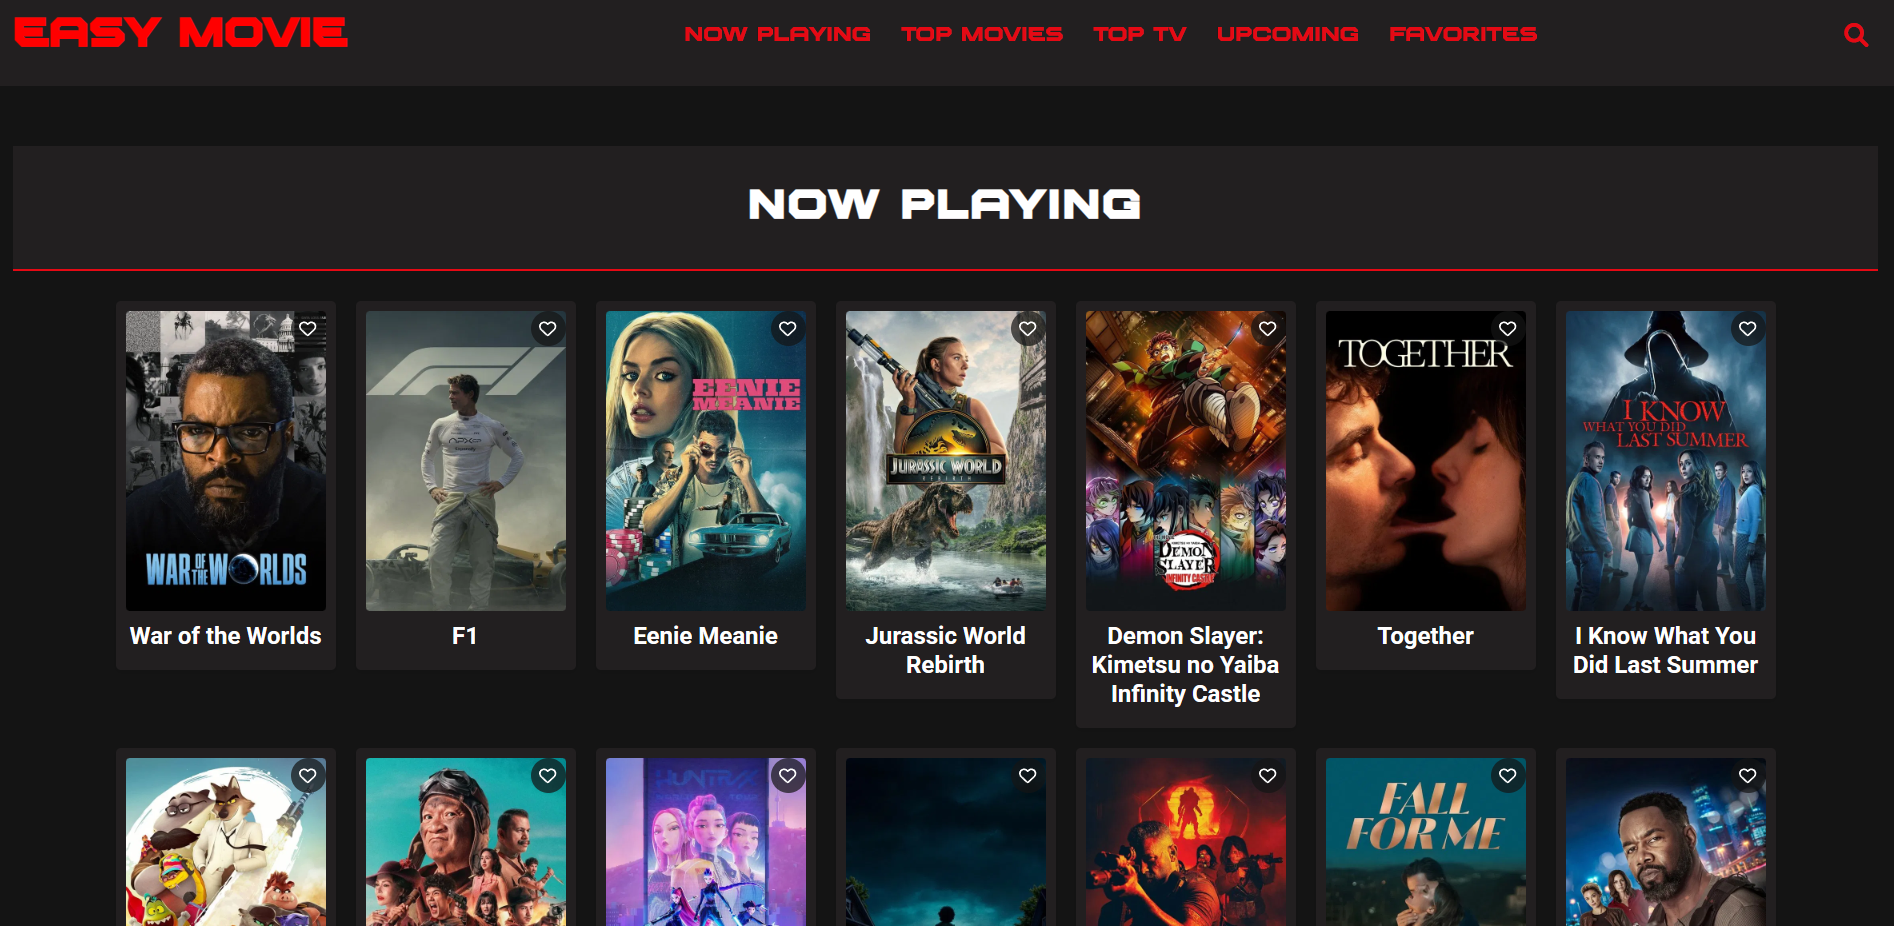 EASY MOVIE
NOW PLAYING TOP MOVIES TOP TV UPCOMING FAVORITES
NOW PLAYING
WAR OF THE WORLDS
F1
EENIE
MEANIE
JURASSIC WORLD
REBIRTH
DEMON
SLAYER
INFINITY CASTLE
TOGETHER
I KNOW
WHAT YOU DID
LAST SUMMER
War of the Worlds
F1
Eenie Meanie
Jurassic World
Rebirth
Demon Slayer:
Kimetsu no Yaiba
Infinity Castle
Together
I Know What You
Did Last Summer
HUNTR/X
FALL
FOR ME